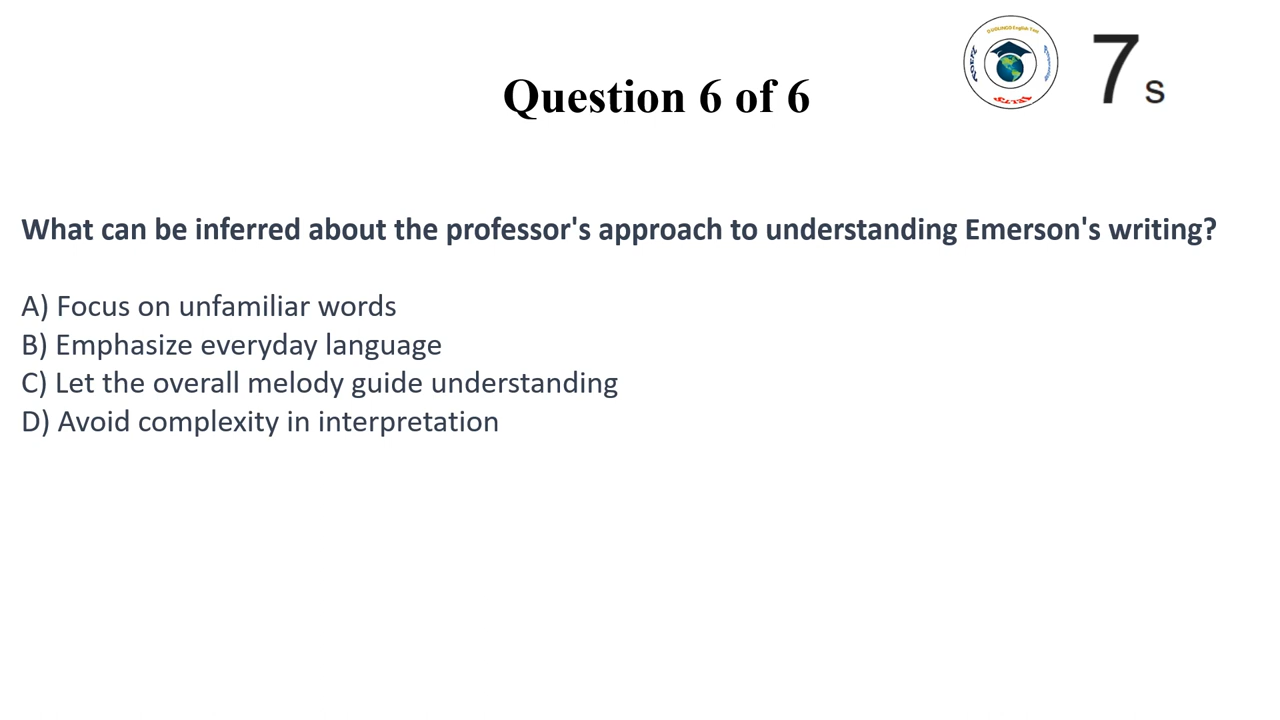 Question 6 of 6
7 s
What can be inferred about the professor's approach to understanding Emerson's writing?
A) Focus on unfamiliar words
B) Emphasize everyday language
C) Let the overall melody guide understanding
D) Avoid complexity in interpretation